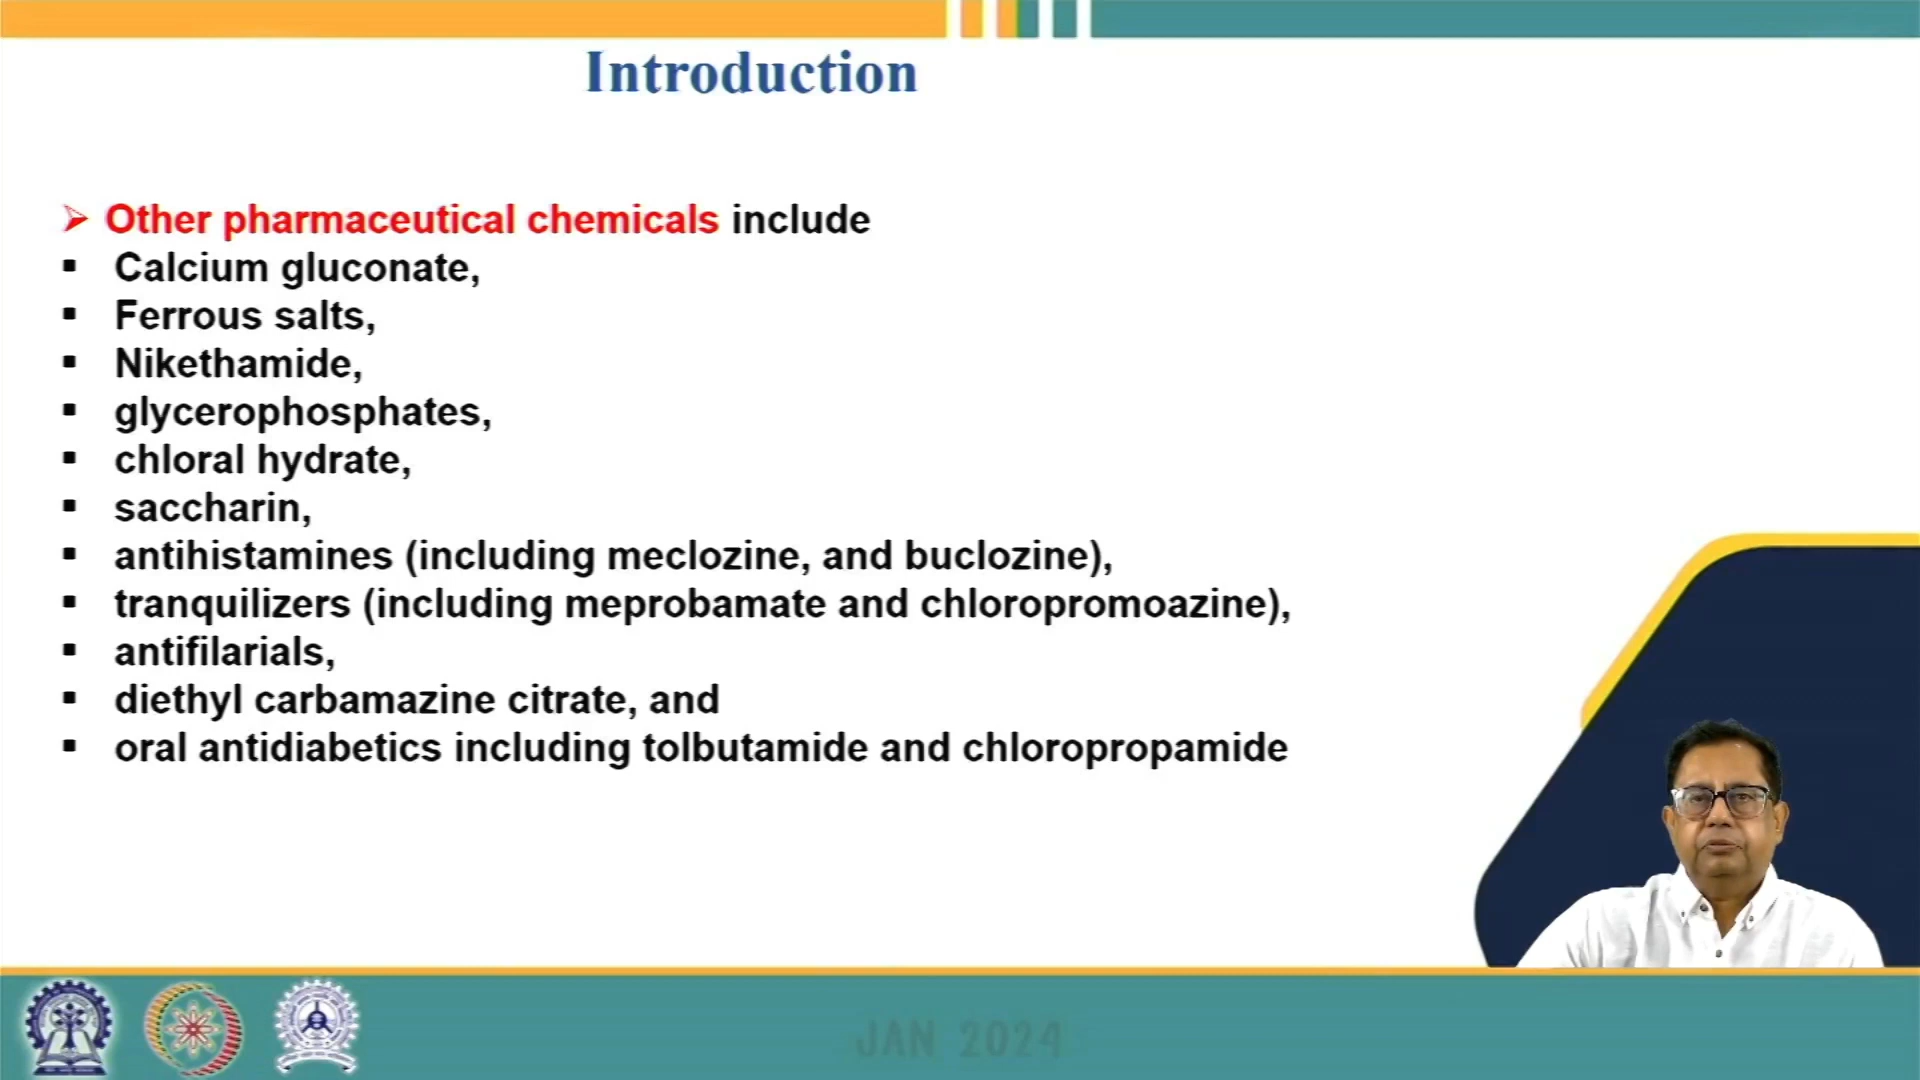 Introduction
➢ Other pharmaceutical chemicals include
▪ Calcium gluconate,
▪ Ferrous salts,
▪ Nikethamide,
▪ glycerophosphates,
▪ chloral hydrate,
▪ saccharin,
▪ antihistamines (including meclozine, and buclozine),
▪ tranquilizers (including meprobamate and chloropromoazine),
▪ antifilarials,
▪ diethyl carbamazine citrate, and
▪ oral antidiabetics including tolbutamide and chloropropamide
JAN 2024